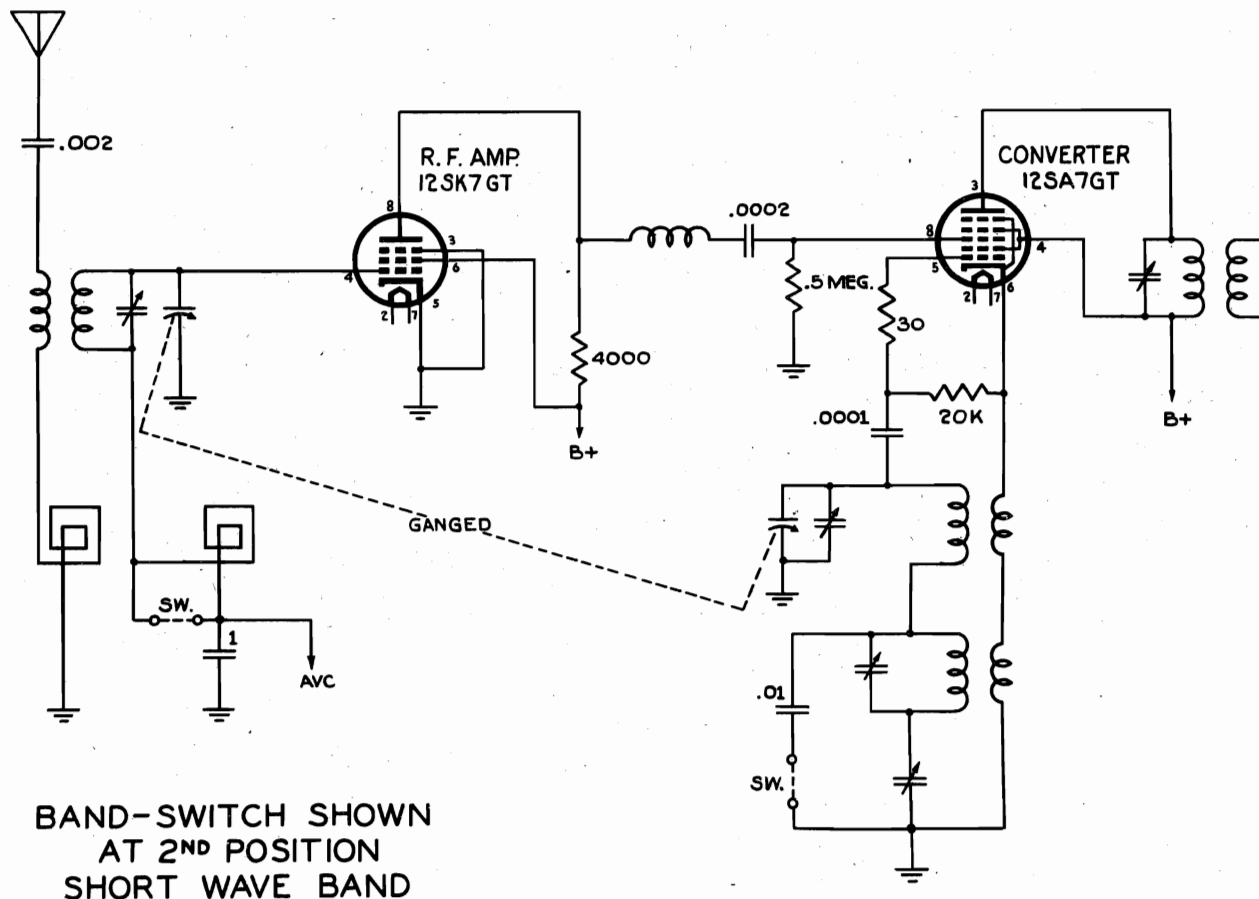 .002
R. F. AMP.
12SK7GT
8
3
6
4
5
2
7
4000
B+
.0002
.5 MEG.
CONVERTER
12SA7GT
3
8
5
4
6
2
7
30
20K
.0001
B+
GANGED
SW.
1
AVC
.01
SW.
BAND-SWITCH SHOWN
AT 2ND POSITION
SHORT WAVE BAND